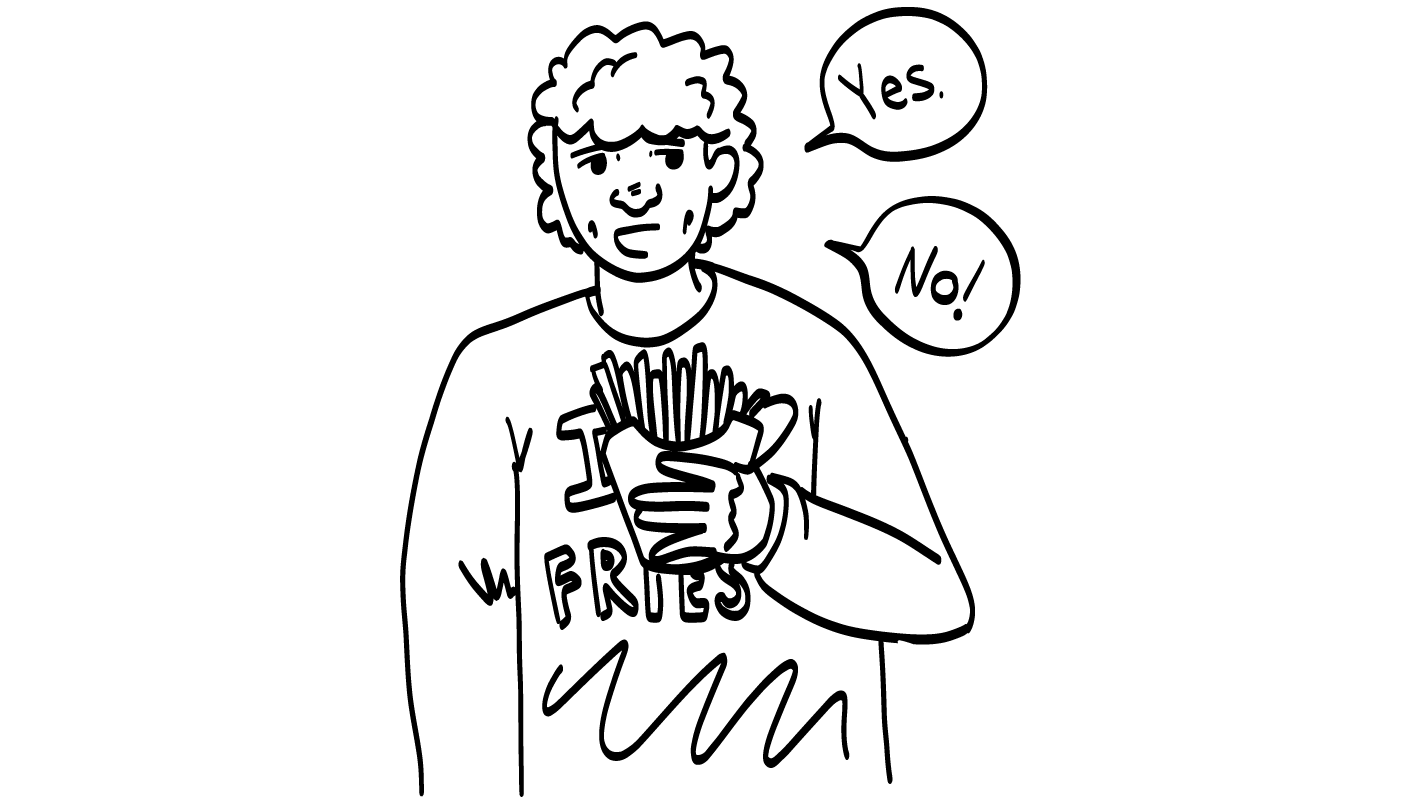 Yes.
No!
I
FRIES